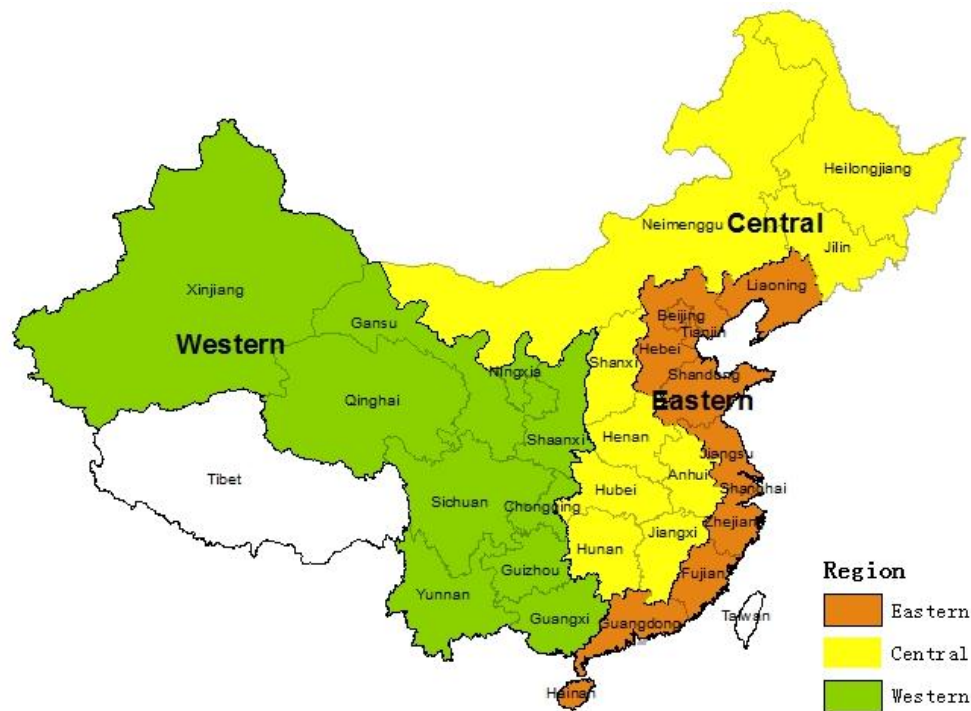 Heilongjiang
Neimenggu
Central
Jilin
Xinjiang
Liaoning
Gansu
Beijing
Tianjin
Western
Hebei
Shanxi
Ningxia
Shandong
Qinghai
Eastern
Henan
Shaanxi
Jiangsu
Anhui
Tibet
Hubei
Shanghai
Sichuan
Chongqing
Zhejian
Jiangxi
Hunan
Guizhou
Fujian
Region
Yunnan
Guangxi
Guangdong
Taiwan
Eastern
Central
Hainan
Western